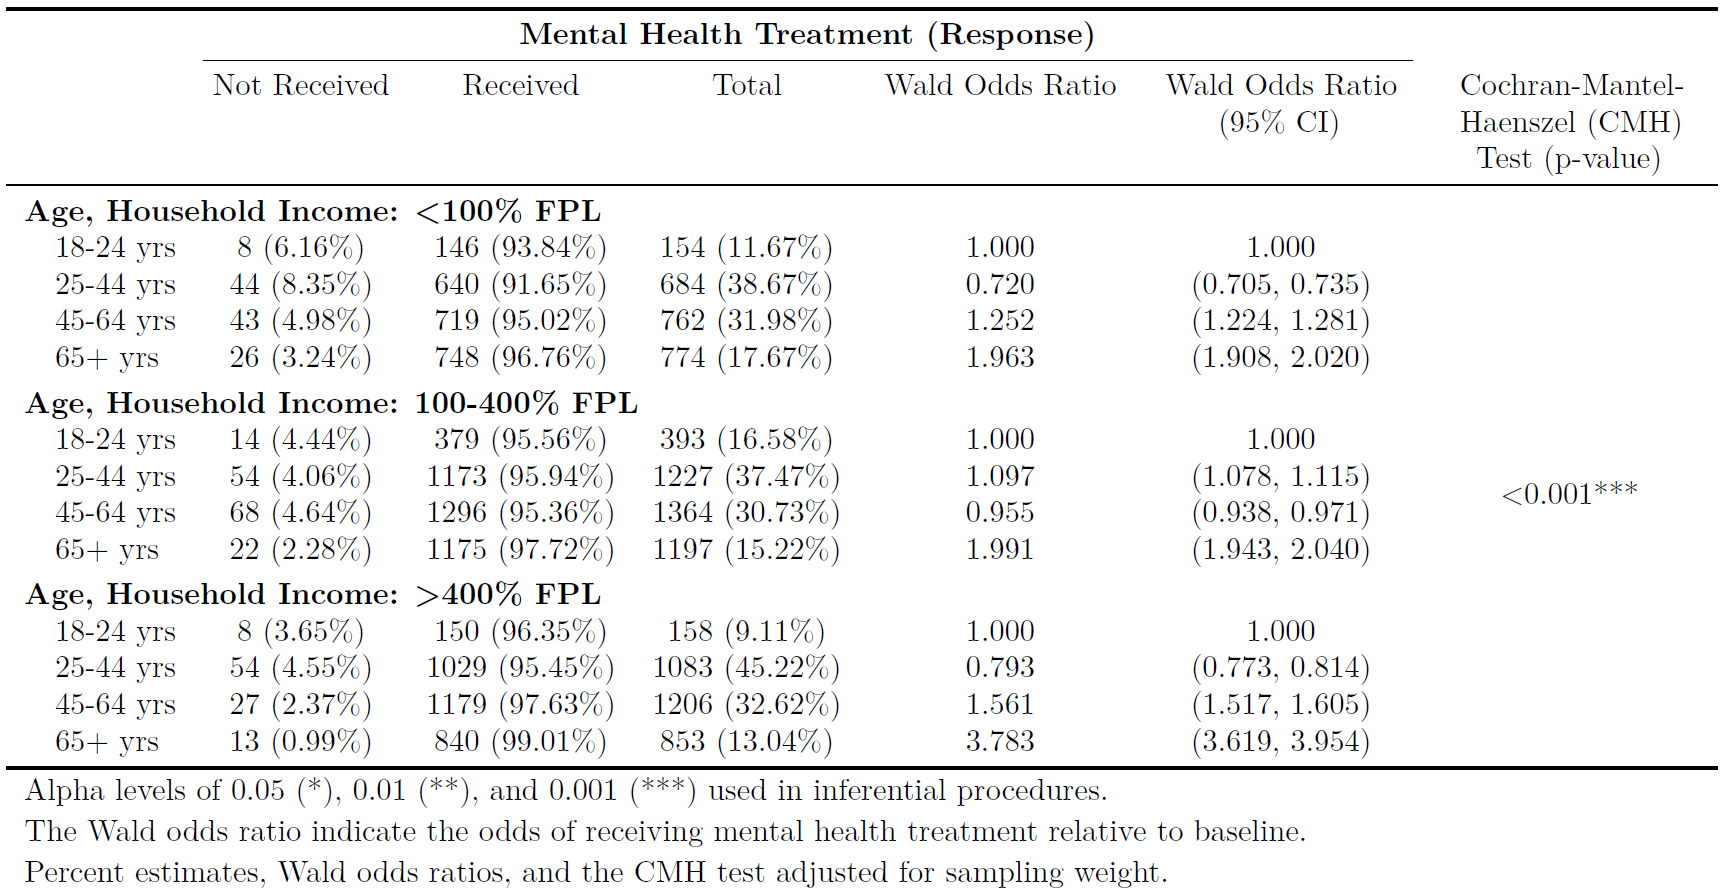 Mental Health Treatment (Response)
Not Received Received Total Wald Odds Ratio Wald Odds Ratio Cochran-Mantel-
(95% CI) Haenszel (CMH)
Test (p-value)
Age, Household Income: <100% FPL
18-24 yrs 8 (6.16%) 146 (93.84%) 154 (11.67%) 1.000 1.000
25-44 yrs 44 (8.35%) 640 (91.65%) 684 (38.67%) 0.720 (0.705, 0.735)
45-64 yrs 43 (4.98%) 719 (95.02%) 762 (31.98%) 1.252 (1.224, 1.281)
65+ yrs 26 (3.24%) 748 (96.76%) 774 (17.67%) 1.963 (1.908, 2.020)
Age, Household Income: 100-400% FPL
18-24 yrs 14 (4.44%) 379 (95.56%) 393 (16.58%) 1.000 1.000
25-44 yrs 54 (4.06%) 1173 (95.94%) 1227 (37.47%) 1.097 (1.078, 1.115)
<0.001***
45-64 yrs 68 (4.64%) 1296 (95.36%) 1364 (30.73%) 0.955 (0.938, 0.971)
65+ yrs 22 (2.28%) 1175 (97.72%) 1197 (15.22%) 1.991 (1.943, 2.040)
Age, Household Income: >400% FPL
18-24 yrs 8 (3.65%) 150 (96.35%) 158 (9.11%) 1.000 1.000
25-44 yrs 54 (4.55%) 1029 (95.45%) 1083 (45.22%) 0.793 (0.773, 0.814)
45-64 yrs 27 (2.37%) 1179 (97.63%) 1206 (32.62%) 1.561 (1.517, 1.605)
65+ yrs 13 (0.99%) 840 (99.01%) 853 (13.04%) 3.783 (3.619, 3.954)
Alpha levels of 0.05 (*), 0.01 (**), and 0.001 (***) used in inferential procedures.
The Wald odds ratio indicate the odds of receiving mental health treatment relative to baseline.
Percent estimates, Wald odds ratios, and the CMH test adjusted for sampling weight.